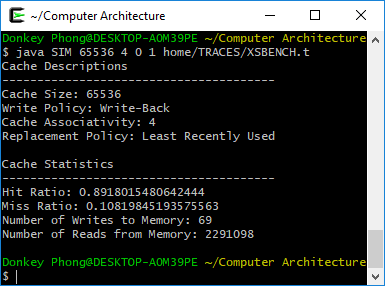 ~/Computer Architecture
Donkey Phong@DESKTOP-AOM39PE ~/Computer Architecture
$ java SIM 65536 4 0 1 home/TRACES/XSBENCH.t
Cache Descriptions
---------------------------------------
Cache Size: 65536
Write Policy: Write-Back
Cache Associativity: 4
Replacement Policy: Least Recently Used
Cache Statistics
---------------------------------------
Hit Ratio: 0.8918015480642444
Miss Ratio: 0.10819845193575563
Number of Writes to Memory: 69
Number of Reads from Memory: 2291098
Donkey Phong@DESKTOP-AOM39PE ~/Computer Architecture
$